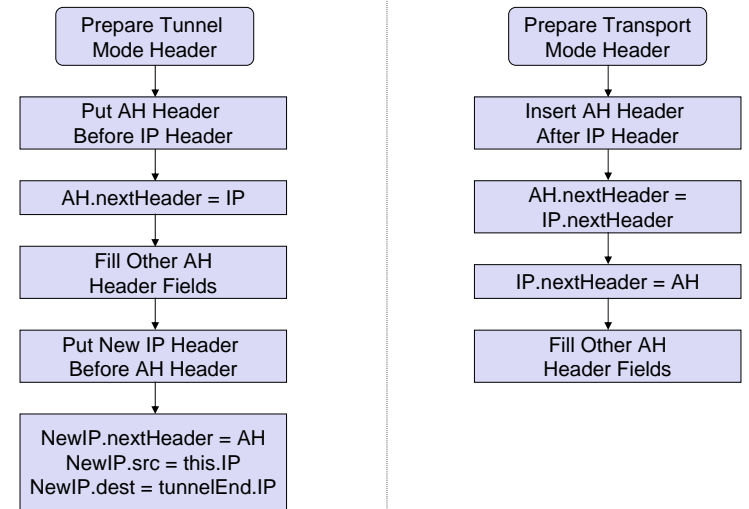 Prepare Tunnel
Mode Header
Put AH Header
Before IP Header
AH.nextHeader = IP
Fill Other AH
Header Fields
Put New IP Header
Before AH Header
NewIP.nextHeader = AH
NewIP.src = this.IP
NewIP.dest = tunnelEnd.IP
Prepare Transport
Mode Header
Insert AH Header
After IP Header
AH.nextHeader =
IP.nextHeader
IP.nextHeader = AH
Fill Other AH
Header Fields